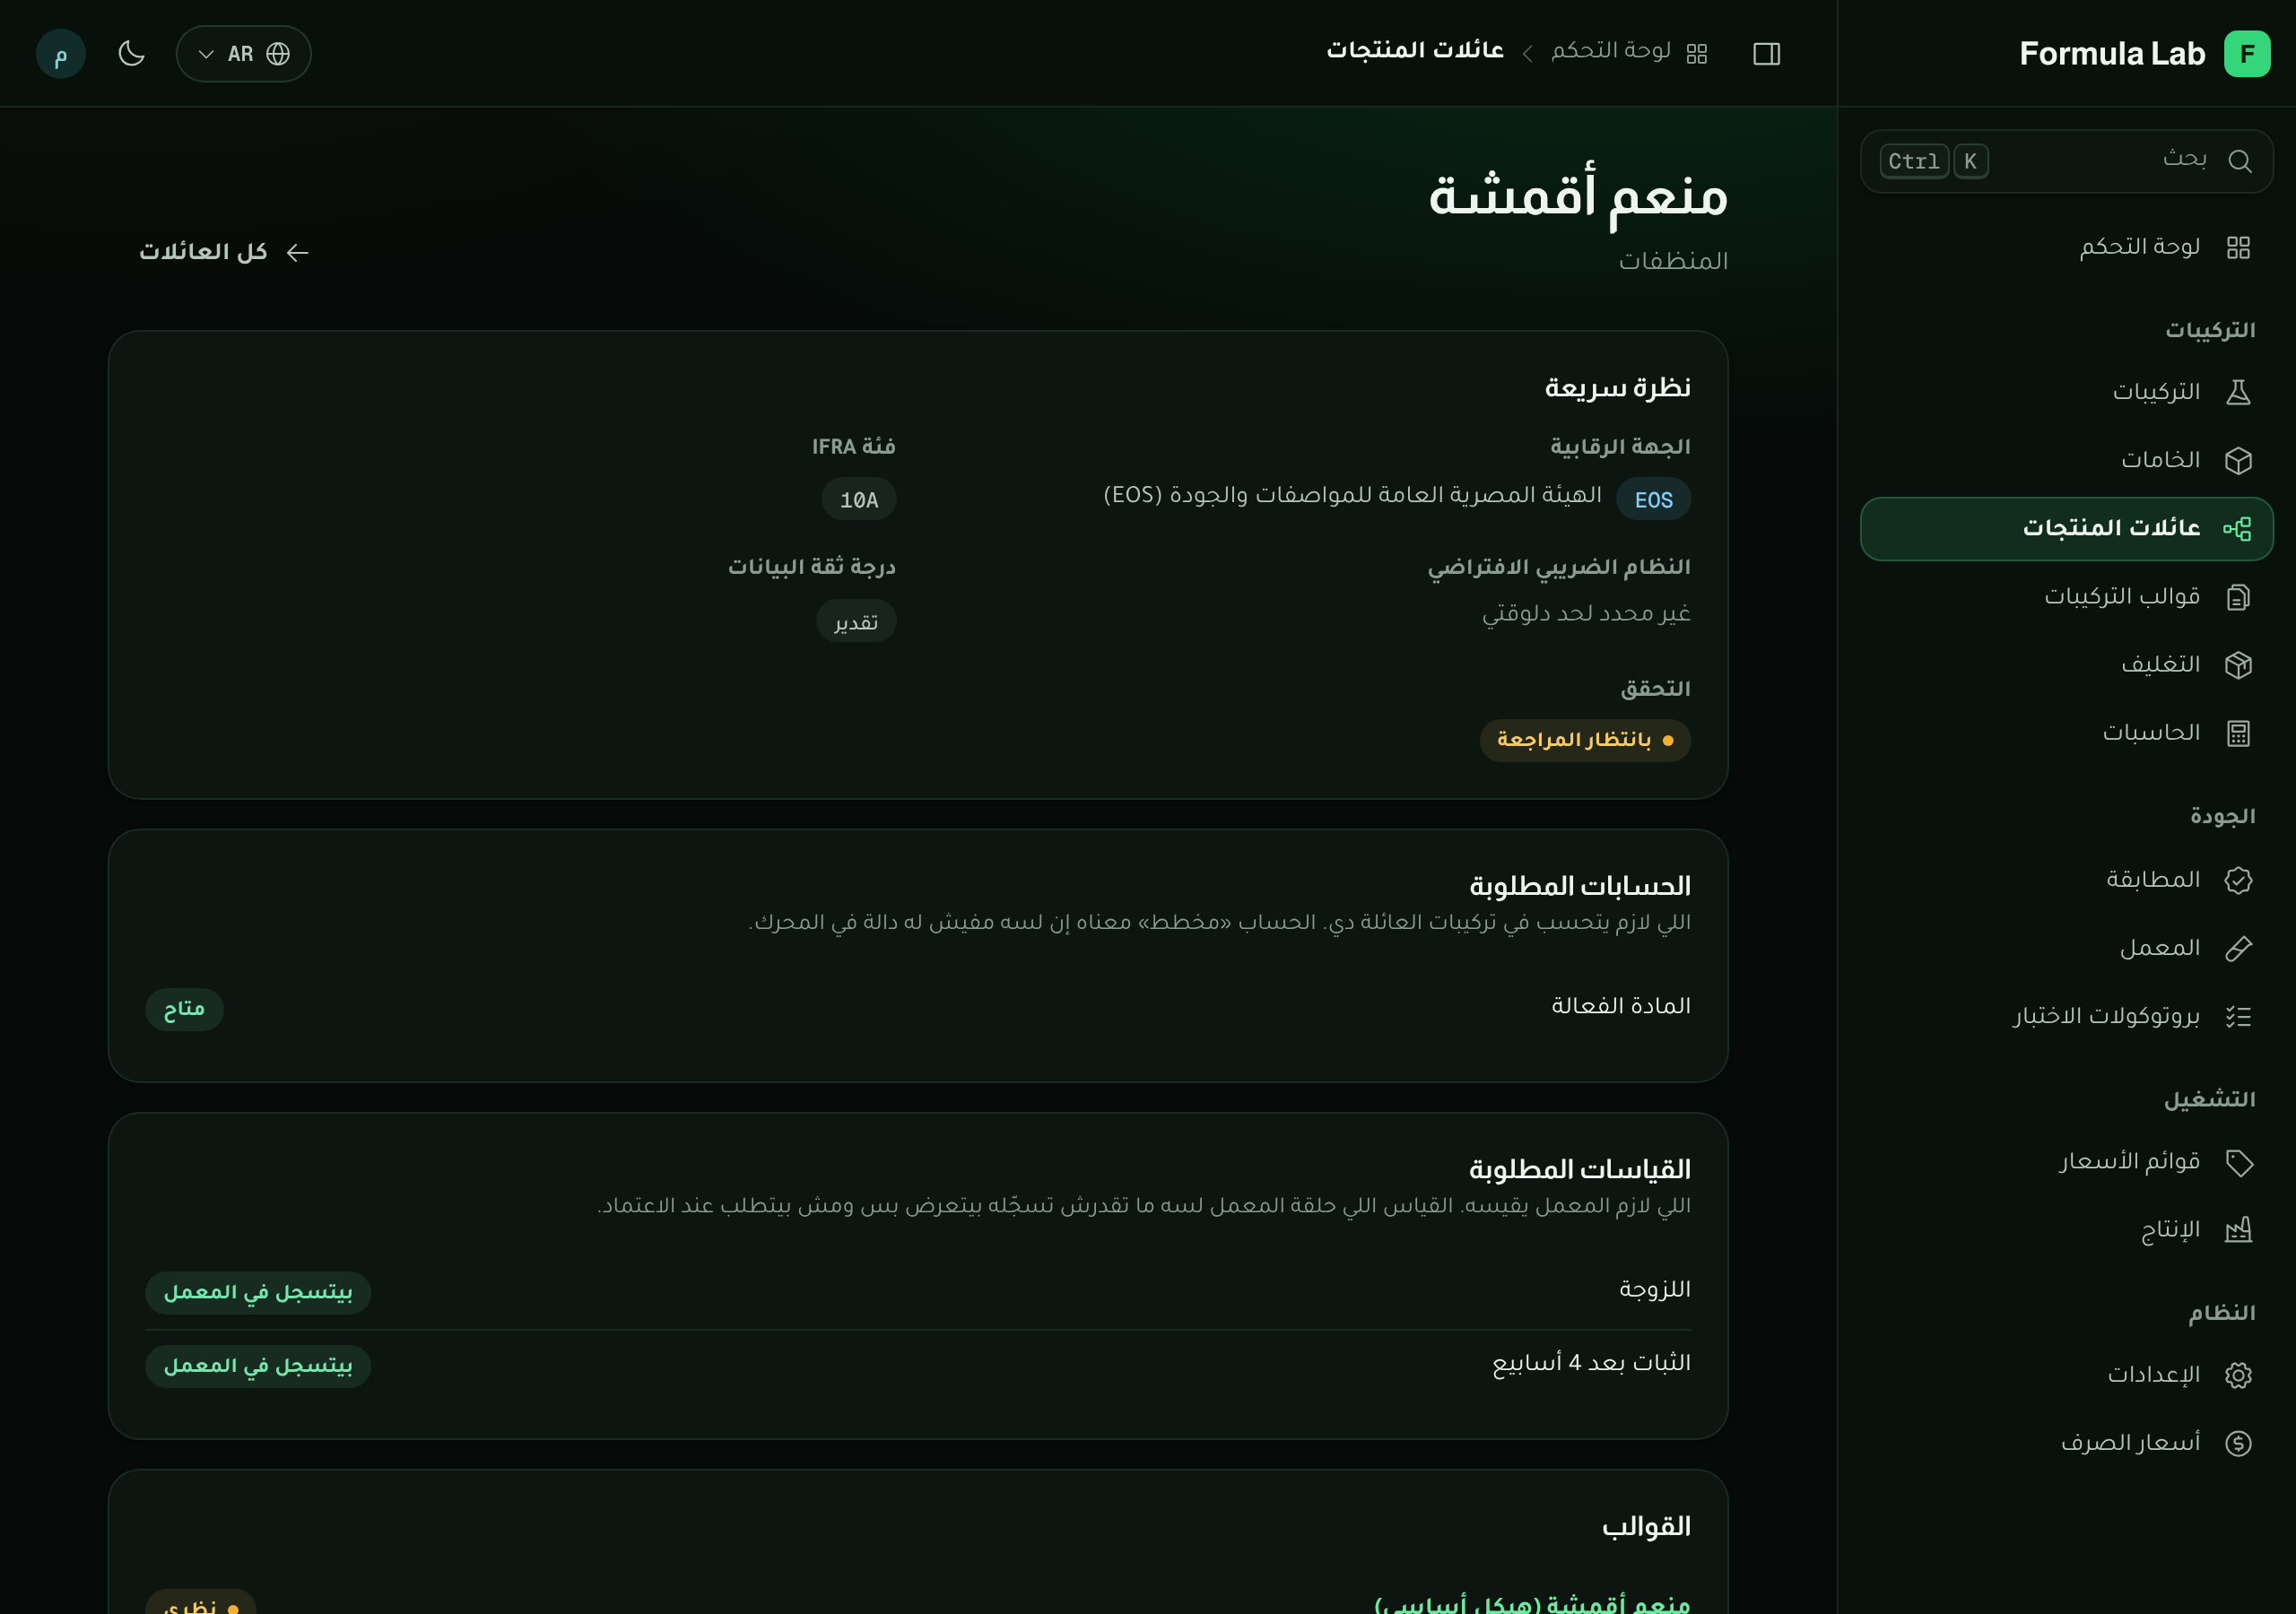 Formula Lab
F
بحث
Ctrl K
لوحة التحكم
التركيبات
التركيبات
الخامات
عائلات المنتجات
قوالب التركيبات
التغليف
الحاسبات
الجودة
المطابقة
المعمل
بروتوكولات الاختبار
التشغيل
قوائم الأسعار
الإنتاج
النظام
الإعدادات
أسعار الصرف
لوحة التحكم
عائلات المنتجات
AR
م
منعم أقمشة
المنظفات
كل العائلات
نظرة سريعة
الجهة الرقابية
EOS الهيئة المصرية العامة للمواصفات والجودة (EOS)
فئة IFRA
10A
النظام الضريبي الافتراضي
غير محدد لحد دلوقتي
درجة ثقة البيانات
تقدير
التحقق
بانتظار المراجعة
الحسابات المطلوبة
اللي لازم يتحسب في تركيبات العائلة دي. الحساب «مخطط» معناه إن لسه مفيش له دالة في المحرك.
المادة الفعالة
متاح
القياسات المطلوبة
اللي لازم المعمل يقيسه. القياس اللي حلقة المعمل لسه ما تقدرش تسجّله بيتعرض بس ومش بيتطلب عند الاعتماد.
اللزوجة
بيتسجل في المعمل
الثبات بعد 4 أسابيع
بيتسجل في المعمل
القوالب
منعم أقمشة (هيكل أساسي)
نظري